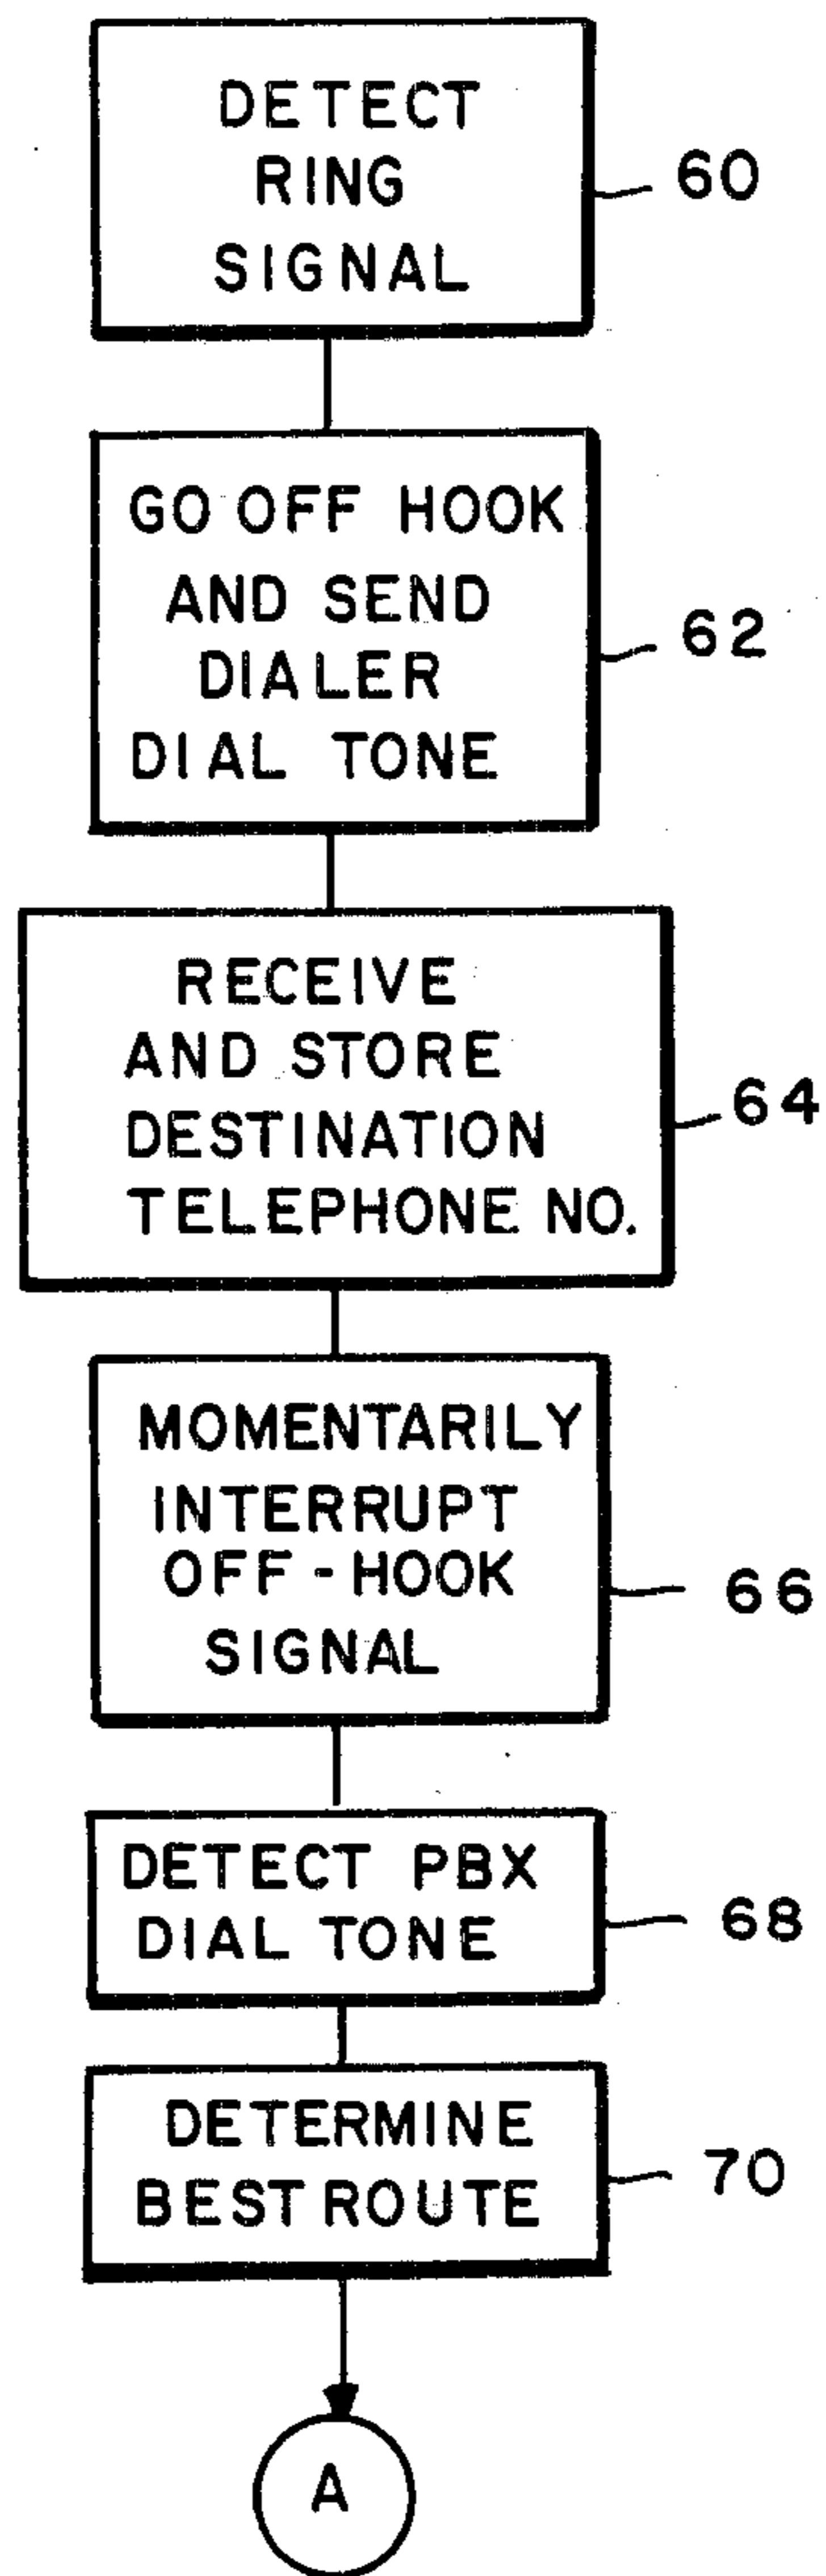 DETECT
RING
SIGNAL
60
GO OFF HOOK
AND SEND
DIALER
DIAL TONE
62
RECEIVE
AND STORE
DESTINATION
TELEPHONE NO.
64
MOMENTARILY
INTERRUPT
OFF-HOOK
SIGNAL
66
DETECT PBX
DIAL TONE
68
DETERMINE
BEST ROUTE
70
A